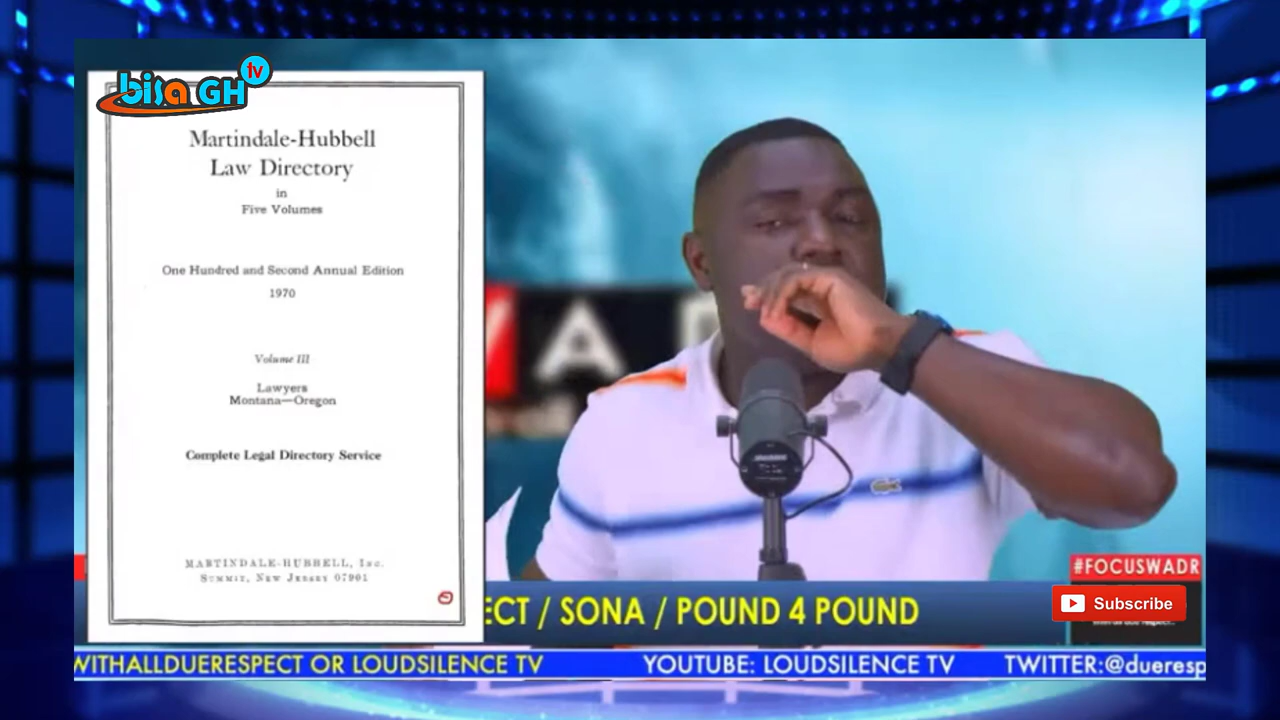 bisa GH tv
Martindale-Hubbell
Law Directory
in
Five Volumes
One Hundred and Second Annual Edition
1970
Volume III
Lawyers
Montana—Oregon
Complete Legal Directory Service
MARTINDALE-HUBBELL, Inc.
SUMMIT, NEW JERSEY 07901
#FOCUSWADR
ECT / SONA / POUND 4 POUND
Subscribe
WITHALLDUERESPECT OR LOUDSILENCE TV YOUTUBE: LOUDSILENCE TV TWITTER:@dueresp